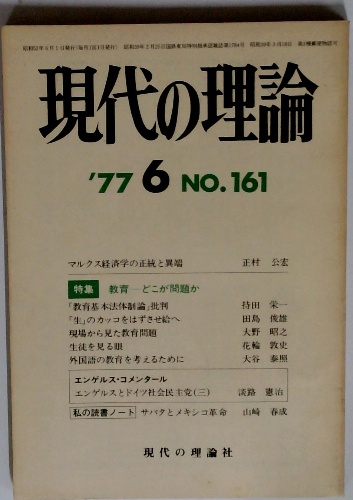 現代の理論
'77 6 NO.161
マルクス経済学の正統と異端 正村 公宏
特集 教育―どこが問題か
「教育基本法体制論」批判 持田 栄一
「生」のカッコをはずさせ給へ 田島 俊雄
現場から見た教育問題 大野 昭之
生徒を見る眼 花輪 敦史
外国語の教育を考えるために 大谷 泰照
エンゲルス・コメンタール
エンゲルスとドイツ社会民主党(三) 淡路 憲治
私の読書ノート サパタとメキシコ革命 山崎 春成
現代の理論社